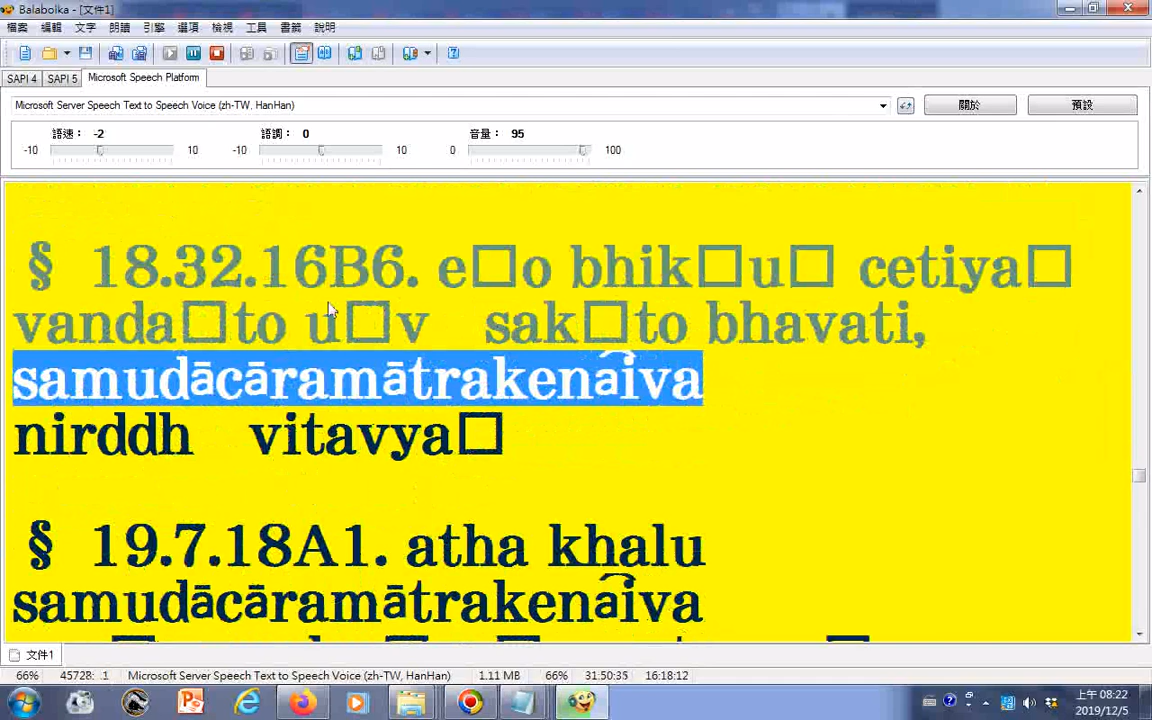 Balabolka - [文件1]
檔案 編輯 文字 朗讀 引擎 選項 檢視 工具 書籤 說明
SAPI 4 SAPI 5 Microsoft Speech Platform
Microsoft Server Speech Text to Speech Voice (zh-TW, HanHan) 關於 預設
語速： -2 語調： 0 音量： 95
-10 10 -10 10 0 100
§ 18.32.16B6. e□o bhik□u□ cetiya□
vanda□to u□v sak□to bhavati,
samudācāramātrakenâiva
nirddh vitavya□
§ 19.7.18A1. atha khalu
samudācāramātrakenâiva
文件1
66% 45728: .1 Microsoft Server Speech Text to Speech Voice (zh-TW, HanHan) 1.11 MB 66% 31:50:35 16:18:12
上午 08:22
2019/12/5